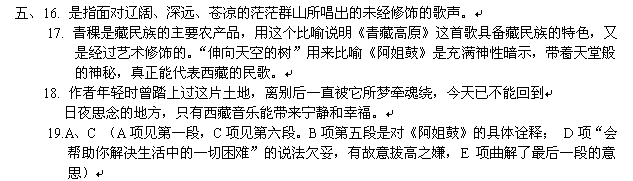 五、16. 是指面对辽阔、深远、苍凉的茫茫群山所唱出的未经修饰的歌声。↵
17. 青稞是藏民族的主要农产品，用这个比喻说明《青藏高原》这首歌具备藏民族的特色，又
是经过艺术修饰的。“伸向天空的树”用来比喻《阿姐鼓》是充满神性暗示，带着天堂般
的神秘，真正能代表西藏的民歌。↵
18. 作者年轻时曾踏上过这片土地，离别后一直被它所梦牵魂绕，今天已不能回到↵
日夜思念的地方，只有西藏音乐能带来宁静和幸福。↵
19.A、C （A 项见第一段，C 项见第六段。B 项第五段是对《阿姐鼓》的具体诠释； D 项“会
帮助你解决生活中的一切困难”的说法欠妥，有故意拔高之嫌，E 项曲解了最后一段的意
思）↵